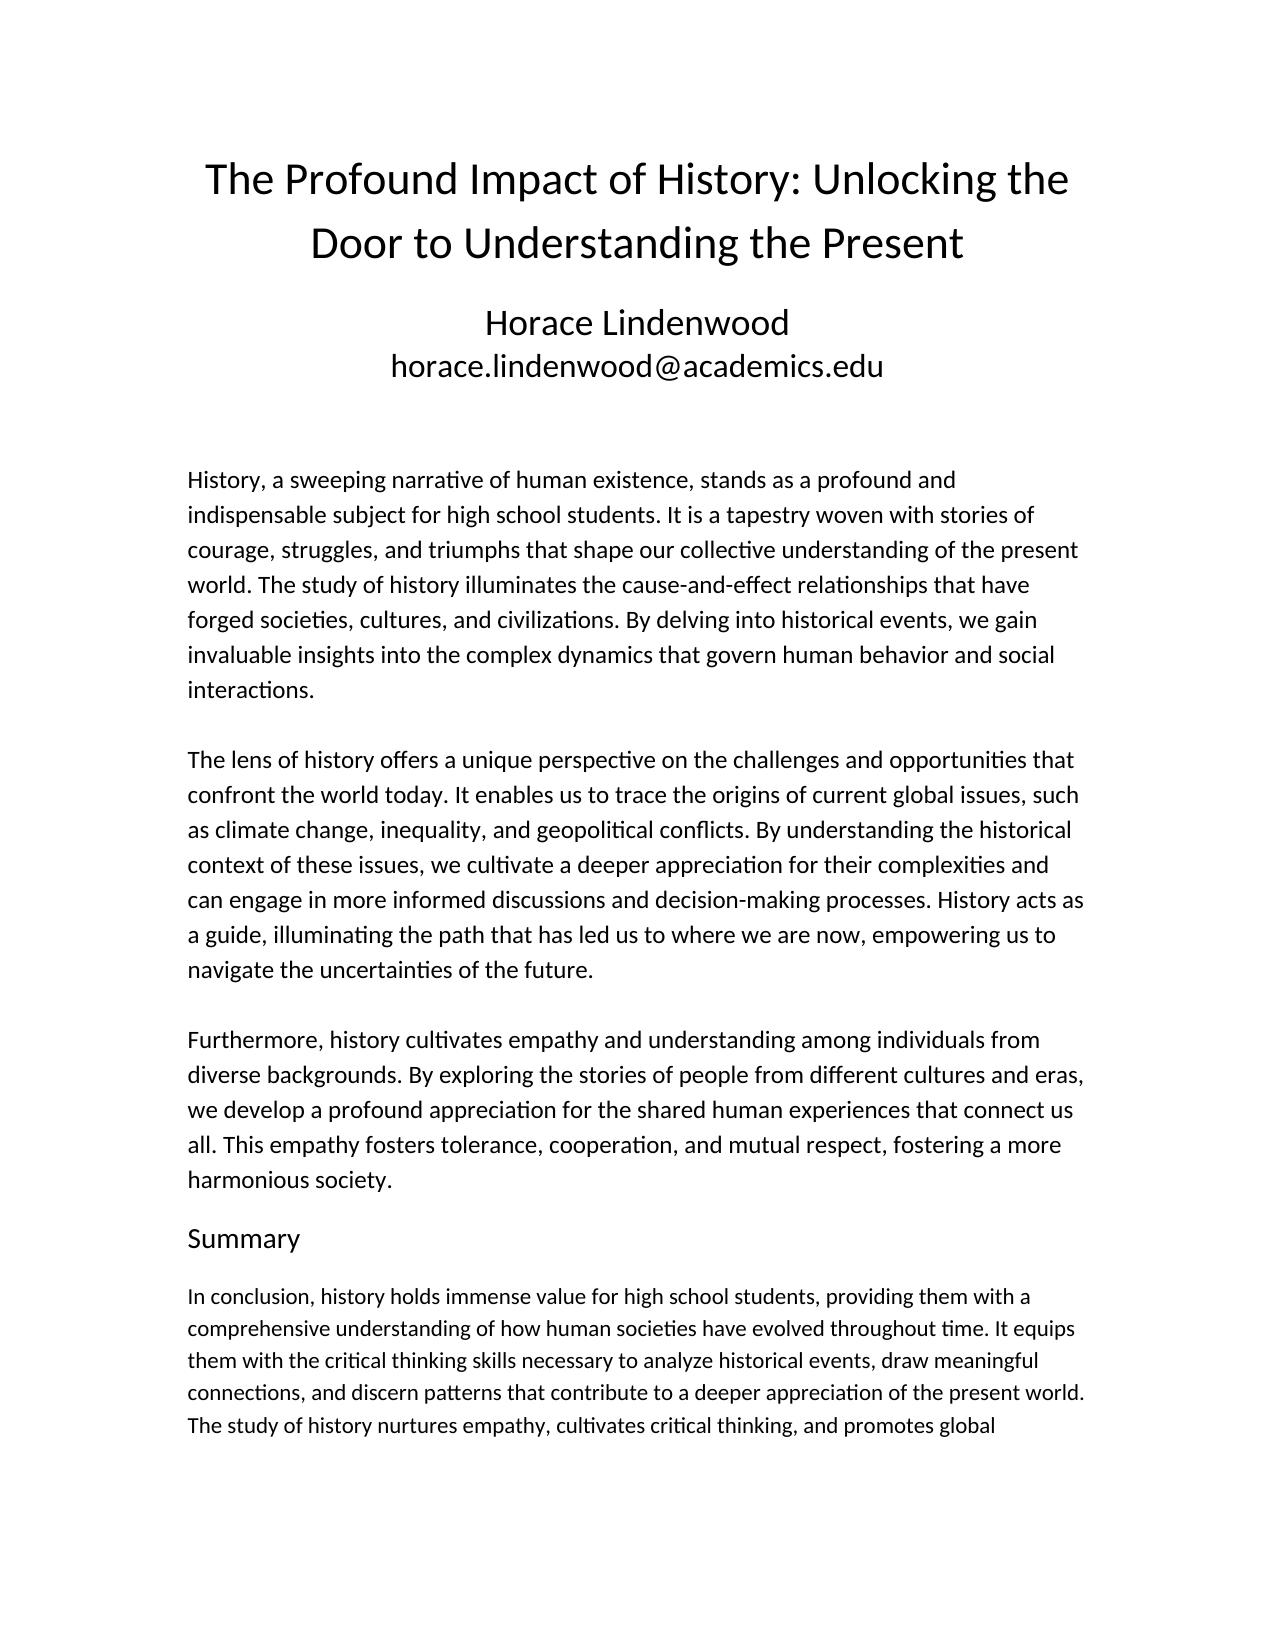 The Profound Impact of History: Unlocking the
Door to Understanding the Present
Horace Lindenwood
horace.lindenwood@academics.edu
History, a sweeping narrative of human existence, stands as a profound and
indispensable subject for high school students. It is a tapestry woven with stories of
courage, struggles, and triumphs that shape our collective understanding of the present
world. The study of history illuminates the cause-and-effect relationships that have
forged societies, cultures, and civilizations. By delving into historical events, we gain
invaluable insights into the complex dynamics that govern human behavior and social
interactions.
The lens of history offers a unique perspective on the challenges and opportunities that
confront the world today. It enables us to trace the origins of current global issues, such
as climate change, inequality, and geopolitical conflicts. By understanding the historical
context of these issues, we cultivate a deeper appreciation for their complexities and
can engage in more informed discussions and decision-making processes. History acts as
a guide, illuminating the path that has led us to where we are now, empowering us to
navigate the uncertainties of the future.
Furthermore, history cultivates empathy and understanding among individuals from
diverse backgrounds. By exploring the stories of people from different cultures and eras,
we develop a profound appreciation for the shared human experiences that connect us
all. This empathy fosters tolerance, cooperation, and mutual respect, fostering a more
harmonious society.
Summary
In conclusion, history holds immense value for high school students, providing them with a
comprehensive understanding of how human societies have evolved throughout time. It equips
them with the critical thinking skills necessary to analyze historical events, draw meaningful
connections, and discern patterns that contribute to a deeper appreciation of the present world.
The study of history nurtures empathy, cultivates critical thinking, and promotes global